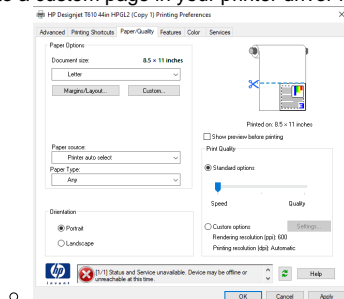 a custom page in your printer driver
HP Designjet T610 44in HPGL2 (Copy 1) Printing Preferences
Advanced Printing Shortcuts Paper/Quality Features Color Services
Paper Options
Document size: 8.5 × 11 inches
Letter
Margins/Layout... Custom...
Printed on: 8.5 × 11 inches
Show preview before printing
Paper source:
Printer auto select
Paper Type:
Any
Print Quality
Standard options
Speed Quality
Orientation
Portrait
Landscape
Custom options Settings...
Rendering resolution (ppi): 600
Printing resolution (dpi): Automatic
hp
invent
[1/1] Status and Service unavailable. Device may be offline or
unreachable at this time.
Help
OK Cancel Apply